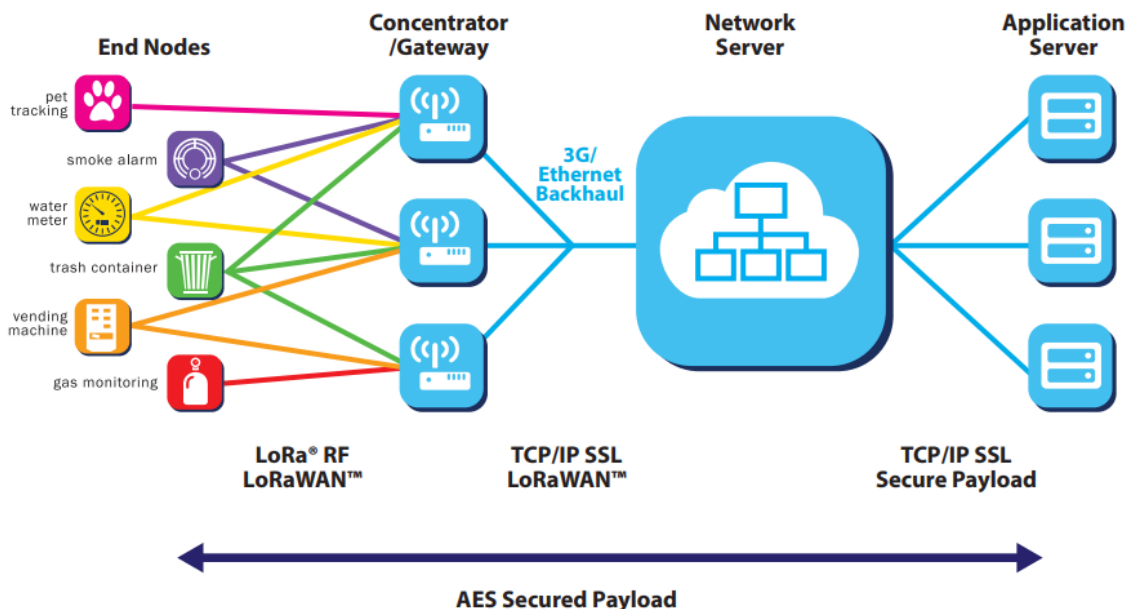 End Nodes
Concentrator
/Gateway
Network
Server
Application
Server
pet
tracking
smoke alarm
water
meter
trash container
vending
machine
gas monitoring
3G/
Ethernet
Backhaul
LoRa® RF
LoRaWAN™
TCP/IP SSL
LoRaWAN™
TCP/IP SSL
Secure Payload
AES Secured Payload